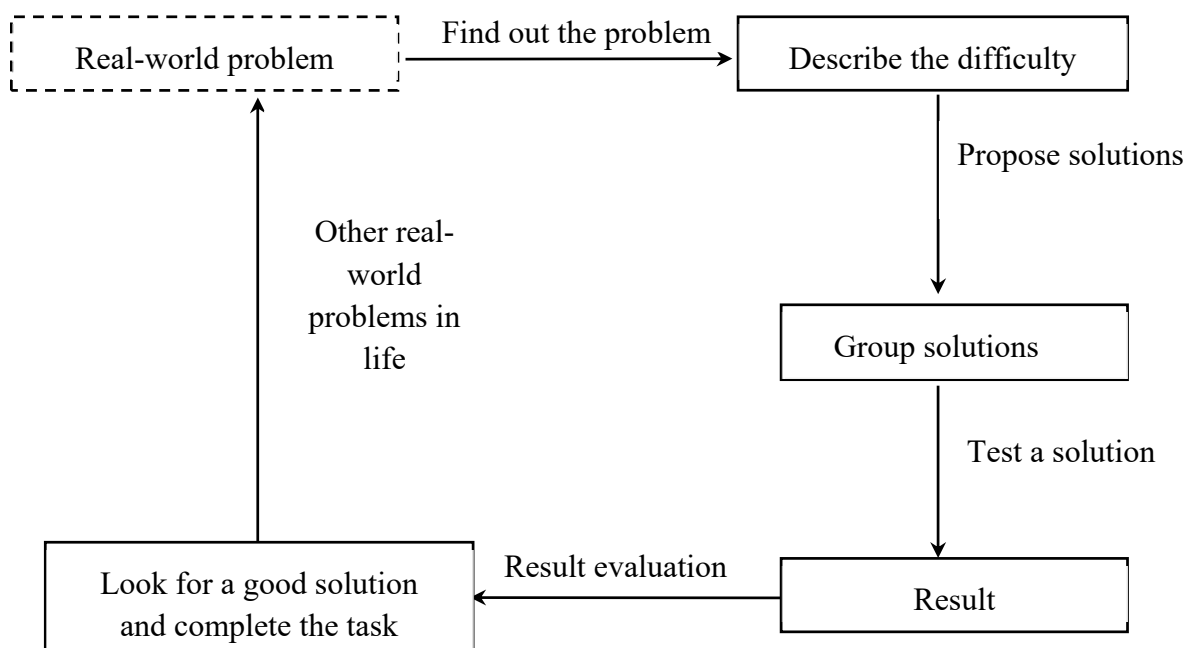 Real-world problem
Find out the problem
Describe the difficulty
Propose solutions
Other real-
world
problems in
life
Group solutions
Test a solution
Look for a good solution
and complete the task
Result evaluation
Result